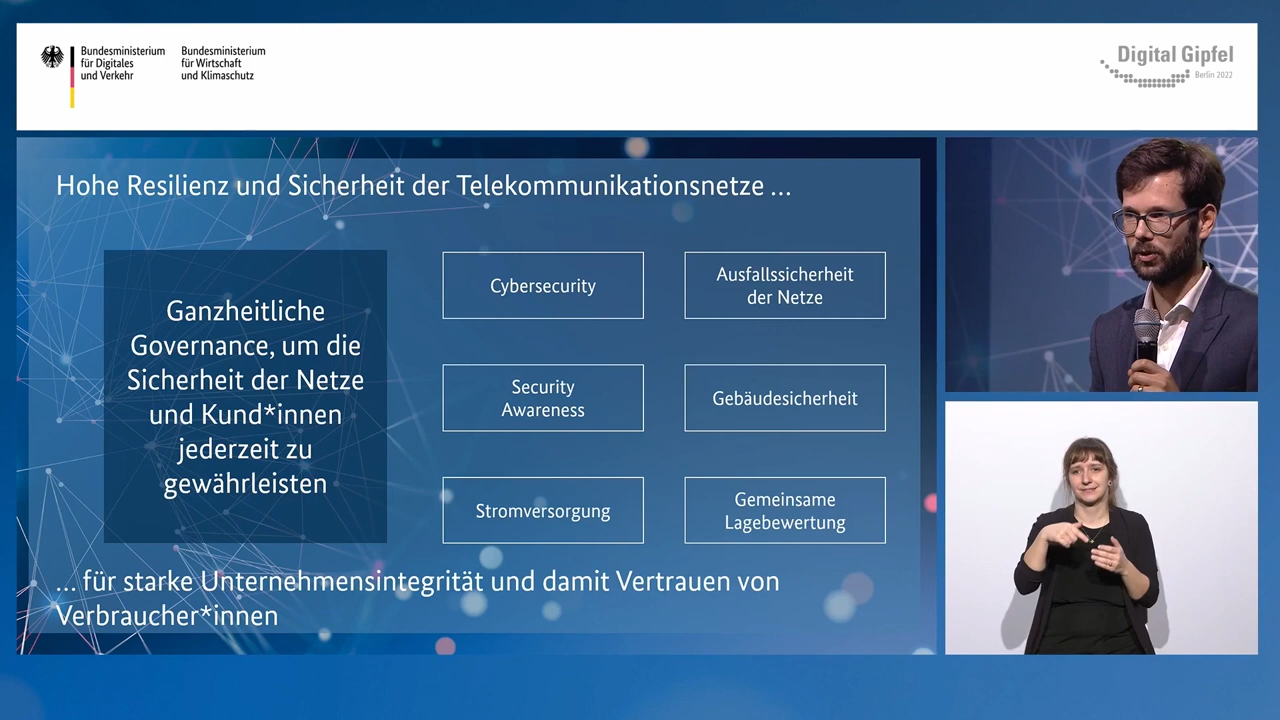 Bundesministerium
für Digitales
und Verkehr
Bundesministerium
für Wirtschaft
und Klimaschutz
Digital Gipfel
Berlin 2022
Hohe Resilienz und Sicherheit der Telekommunikationsnetze ...
Ganzheitliche
Governance, um die
Sicherheit der Netze
und Kund*innen
jederzeit zu
gewährleisten
Cybersecurity
Ausfallssicherheit
der Netze
Security
Awareness
Gebäudesicherheit
Stromversorgung
Gemeinsame
Lagebewertung
... für starke Unternehmensintegrität und damit Vertrauen von
Verbraucher*innen